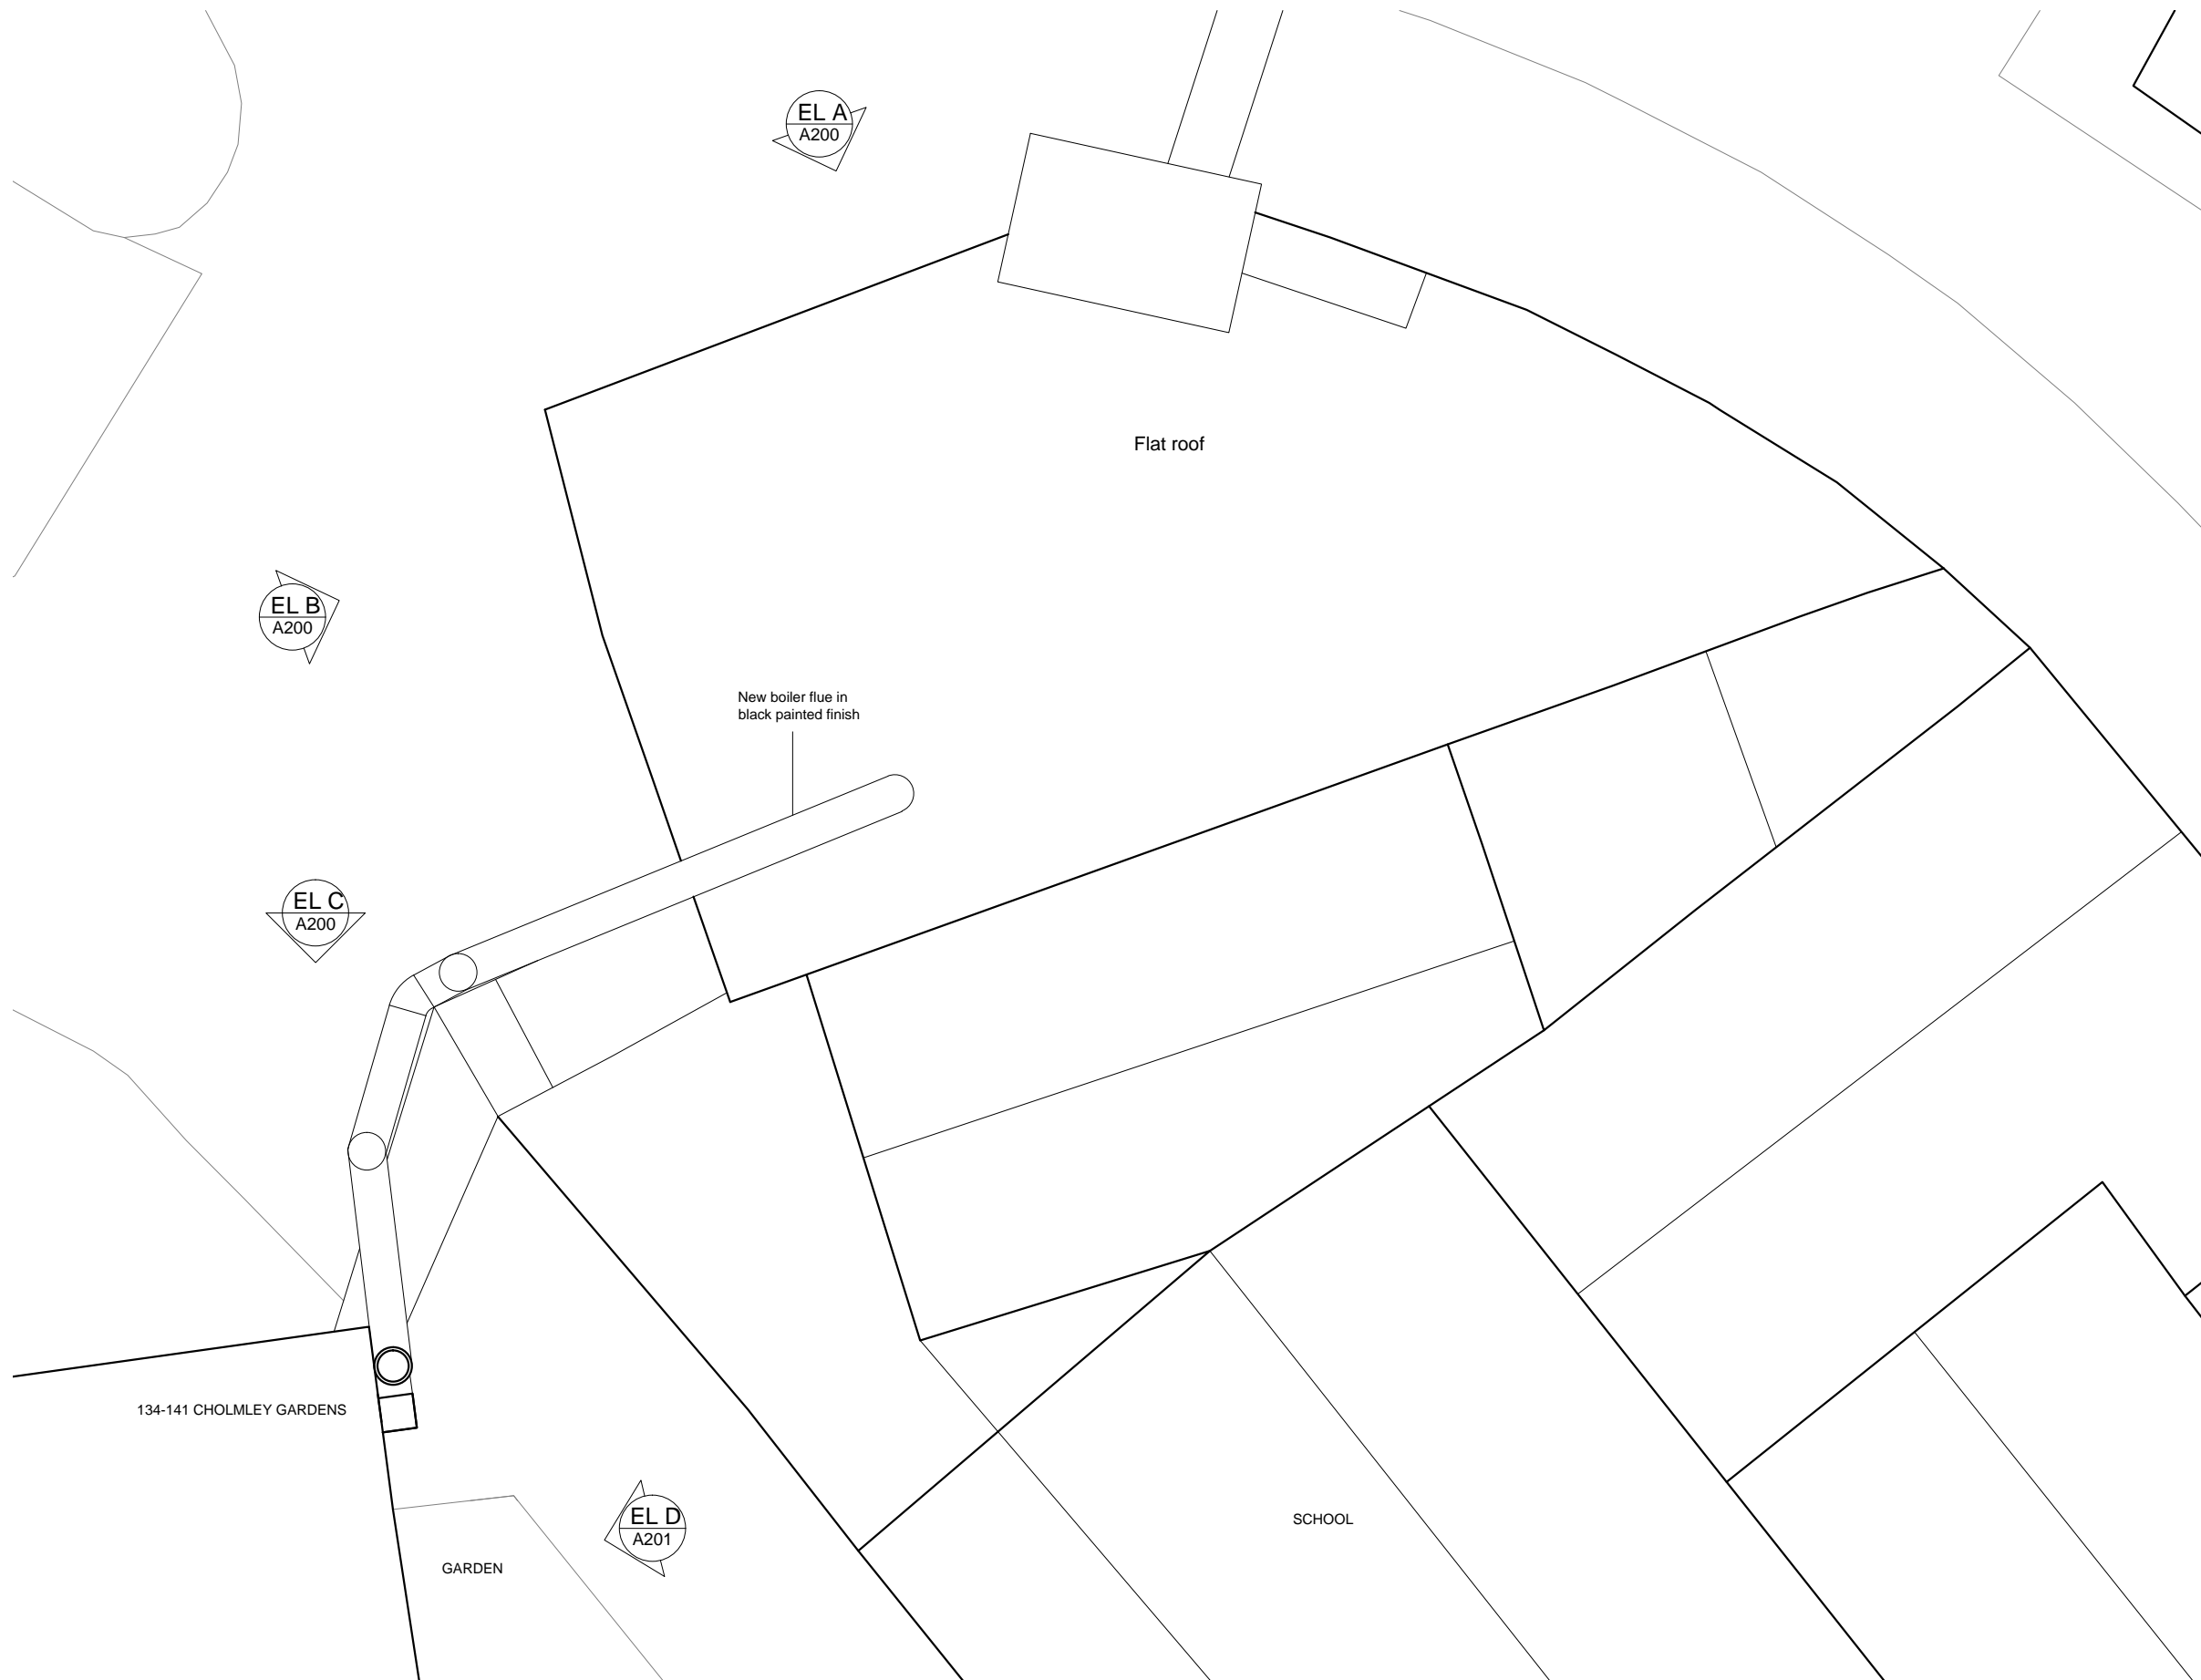 EL A
A200
Flat roof
EL B
A200
New boiler flue in
black painted finish
EL C
A200
134-141 CHOLMLEY GARDENS
EL D
A201
SCHOOL
GARDEN